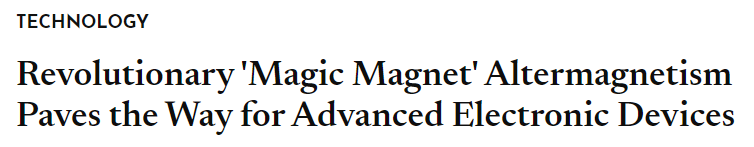 TECHNOLOGY
Revolutionary 'Magic Magnet' Altermagnetism
Paves the Way for Advanced Electronic Devices